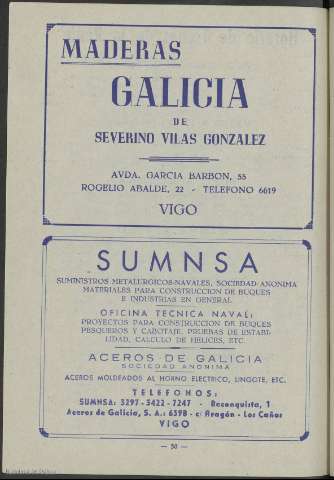 MADERAS
GALICIA
DE
SEVERINO VILAS GONZALEZ
AVDA. GARCIA BARBON, 55
ROGELIO ABALDE, 22 - TELEFONO 6619
VIGO
SUMNSA
SUMINISTROS METALURGICOS-NAVALES, SOCIEDAD ANONIMA
MATERIALES PARA CONSTRUCCION DE BUQUES
E INDUSTRIAS EN GENERAL
OFICINA TECNICA NAVAL:
PROYECTOS PARA CONSTRUCCION DE BUQUES
PESQUEROS Y CABOTAJE. PRUEBAS DE ESTABI-
LIDAD, CALCULO DE HELICES, ETC.
ACEROS DE GALICIA
SOCIEDAD ANONIMA
ACEROS MOLDEADOS AL HORNO ELECTRICO, LINGOTE, ETC.
TELEFONOS:
SUMNSA: 3297-5422-7247 - Reconquista, 1
Aceros de Galicia, S. A.: 6398 - c/ Aragón - Los Caños
VIGO
— 50 —